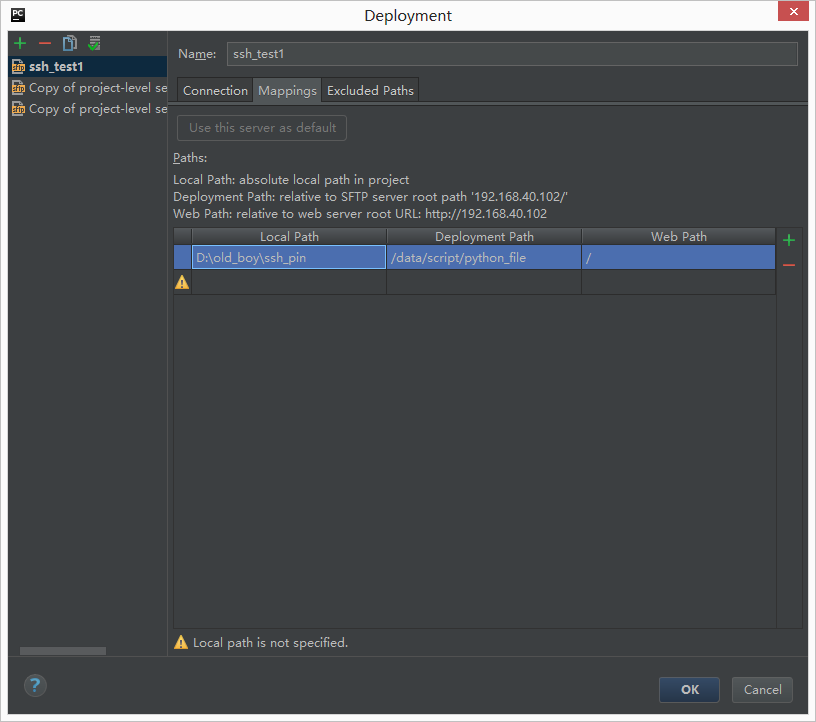 PC
Deployment
ssh_test1
Copy of project-level se
Copy of project-level se
Name: ssh_test1
Connection Mappings Excluded Paths
Use this server as default
Paths:
Local Path: absolute local path in project
Deployment Path: relative to SFTP server root path '192.168.40.102/'
Web Path: relative to web server root URL: http://192.168.40.102
Local Path Deployment Path Web Path
D:\old_boy\ssh_pin /data/script/python_file /
Local path is not specified.
? OK Cancel